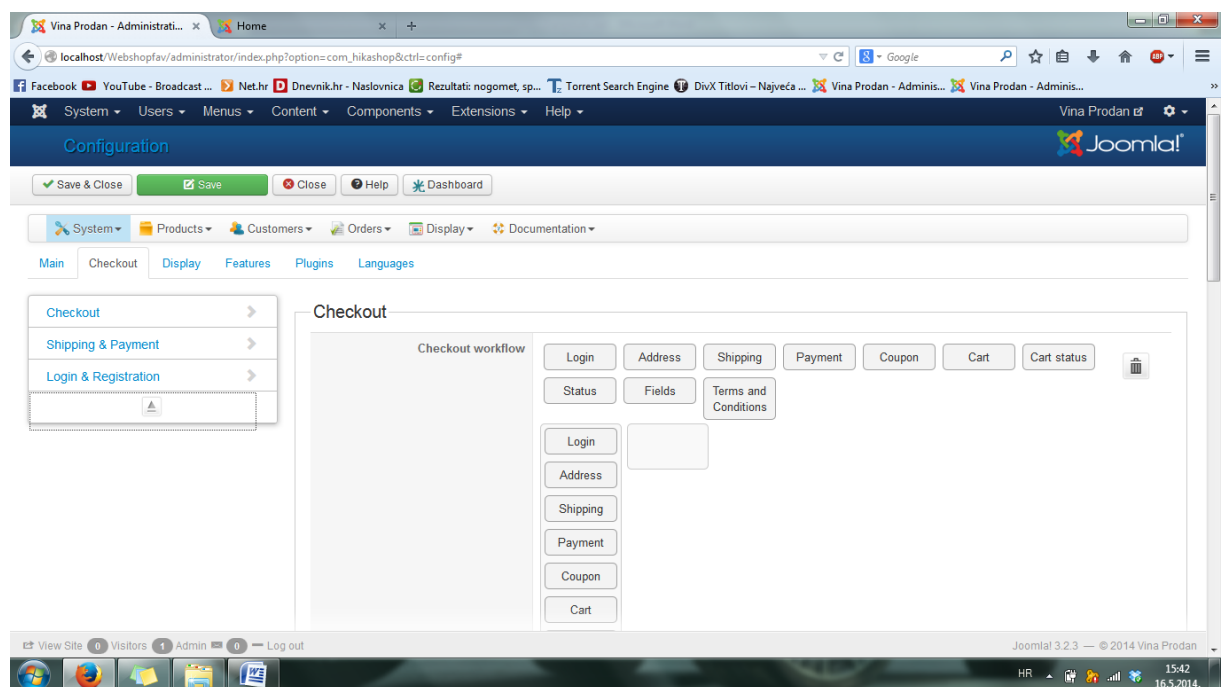 Vina Prodan - Administrati... × Home × +
localhost/Webshopfav/administrator/index.php?option=com_hikashop&ctrl=config# Google
Facebook YouTube - Broadcast ... Net.hr Dnevnik.hr - Naslovnica Rezultati: nogomet, sp... Torrent Search Engine DivX Titlovi – Najveća ... Vina Prodan - Adminis... Vina Prodan - Adminis... »
System Users Menus Content Components Extensions Help Vina Prodan
Configuration Joomla!
Save & Close Save Close Help Dashboard
System Products Customers Orders Display Documentation
Main Checkout Display Features Plugins Languages
Checkout
Shipping & Payment
Login & Registration
Checkout
Checkout workflow
Login Address Shipping Payment Coupon Cart Cart status
Status Fields Terms and
Conditions
Login
Address
Shipping
Payment
Coupon
Cart
View Site 0 Visitors 1 Admin 0 Log out Joomla! 3.2.3 — © 2014 Vina Prodan
HR 15:42
16.5.2014.